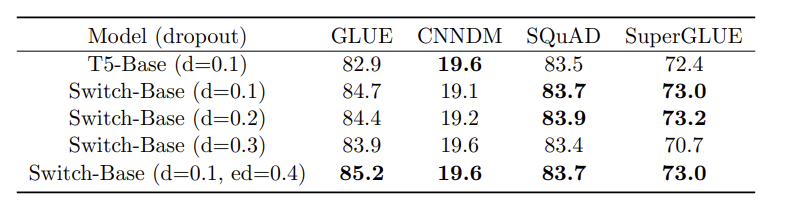 Model (dropout) GLUE CNNDM SQuAD SuperGLUE
T5-Base (d=0.1) 82.9 19.6 83.5 72.4
Switch-Base (d=0.1) 84.7 19.1 83.7 73.0
Switch-Base (d=0.2) 84.4 19.2 83.9 73.2
Switch-Base (d=0.3) 83.9 19.6 83.4 70.7
Switch-Base (d=0.1, ed=0.4) 85.2 19.6 83.7 73.0